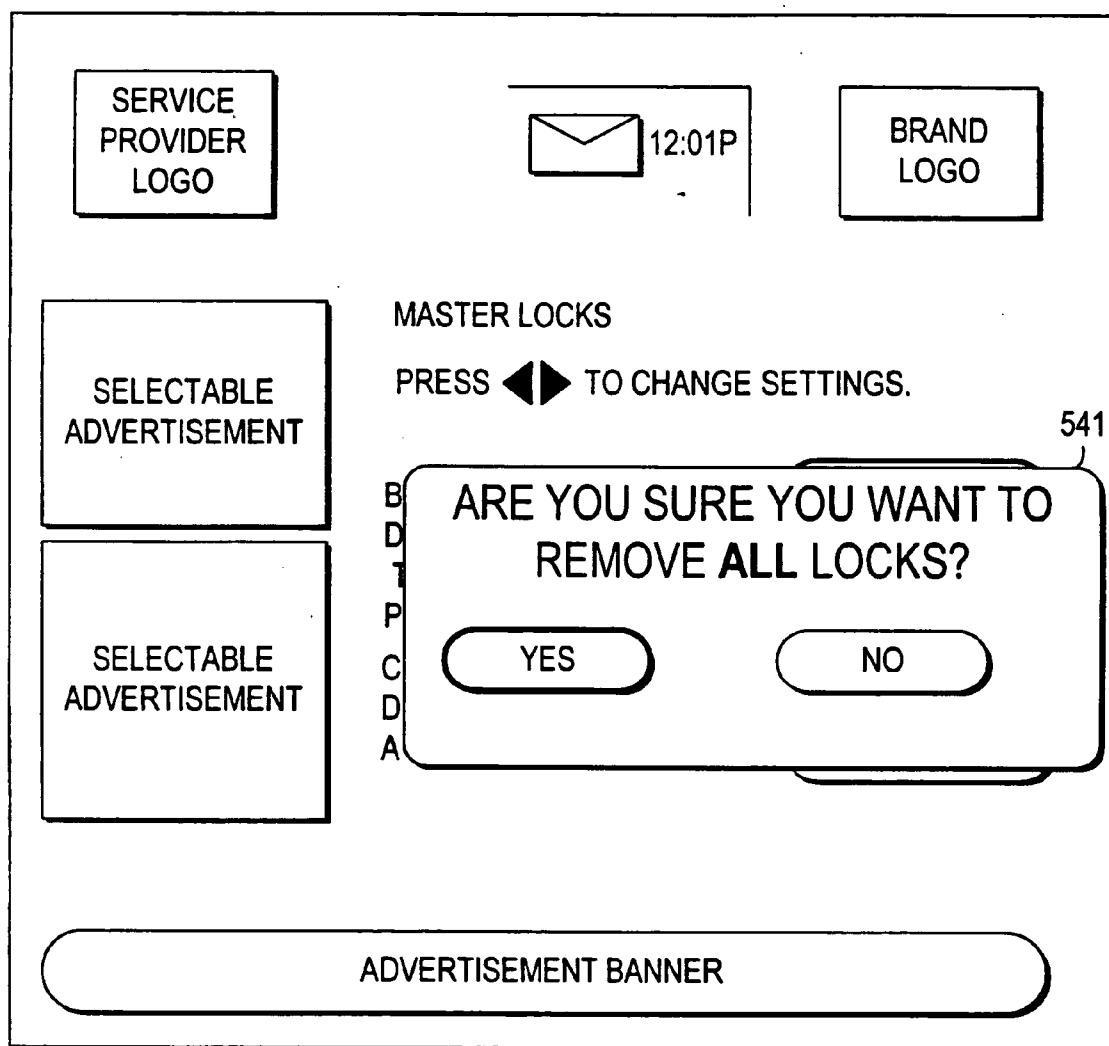 SERVICE
PROVIDER
LOGO
12:01P
BRAND
LOGO
MASTER LOCKS
PRESS ◀▶ TO CHANGE SETTINGS.
SELECTABLE
ADVERTISEMENT
541
B
D
T
P
C
D
A
ARE YOU SURE YOU WANT TO
REMOVE ALL LOCKS?
YES NO
SELECTABLE
ADVERTISEMENT
ADVERTISEMENT BANNER